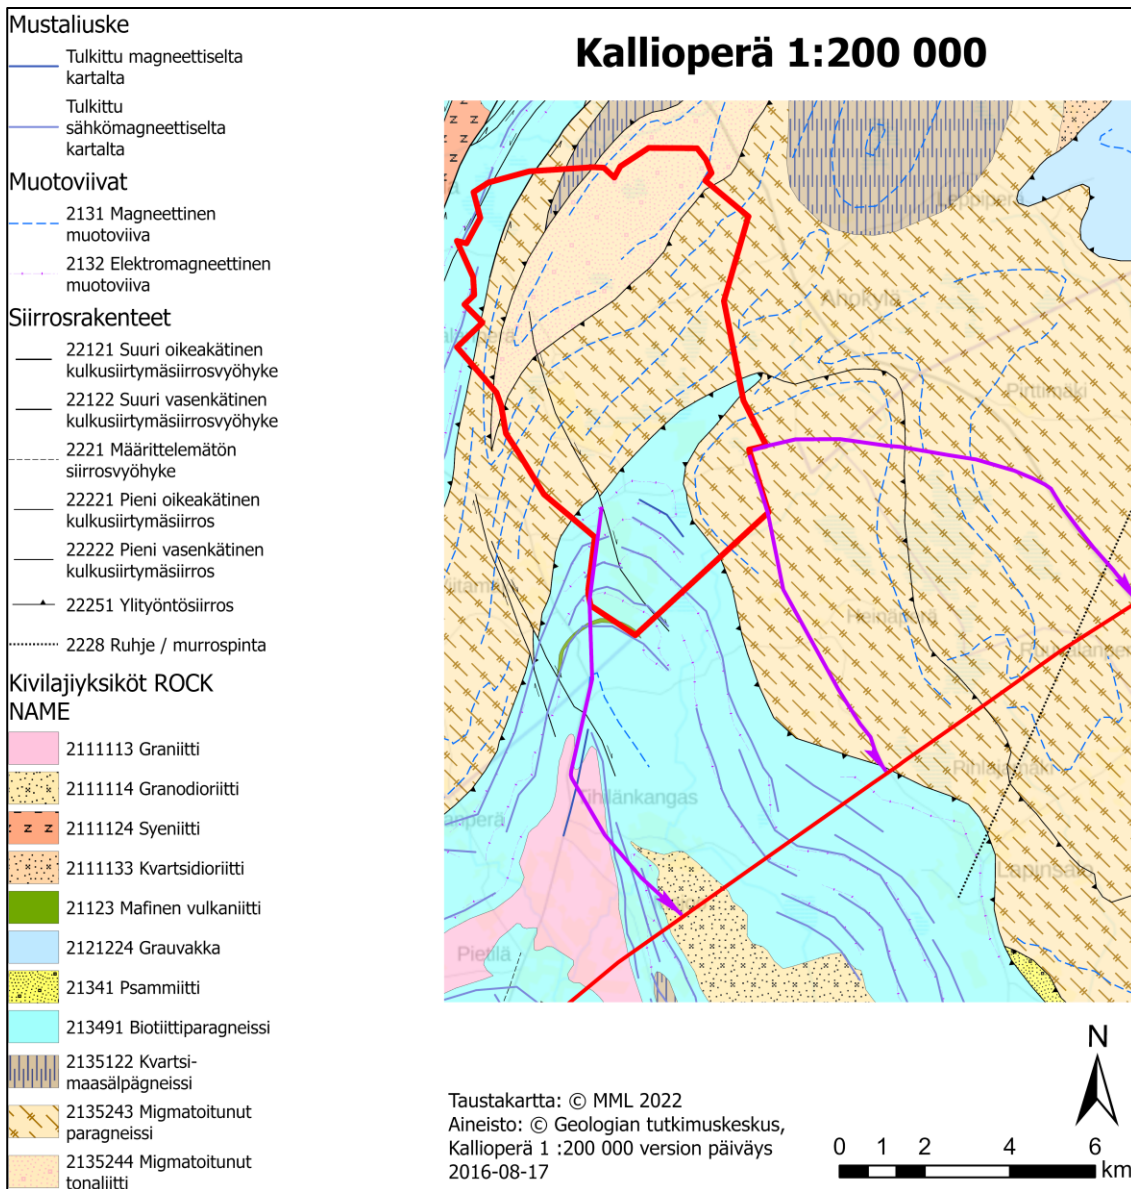 Mustaliuske
Tulkittu magneettiselta
kartalta
Tulkittu
sähkömagneettiselta
kartalta
Muotoviivat
2131 Magneettinen
muotoviiva
2132 Elektromagneettinen
muotoviiva
Siirrosrakenteet
22121 Suuri oikeakätinen
kulkusiirtymäsiirrosvyöhyke
22122 Suuri vasenkätinen
kulkusiirtymäsiirrosvyöhyke
2221 Määrittelemätön
siirrosvyöhyke
22221 Pieni oikeakätinen
kulkusiirtymäsiirros
22222 Pieni vasenkätinen
kulkusiirtymäsiirros
22251 Ylityöntösiirros
2228 Ruhje / murrospinta
Kivilajiyksiköt ROCK
NAME
2111113 Graniitti
2111114 Granodioriitti
2111124 Syeniitti
2111133 Kvartsidioriitti
21123 Mafinen vulkaniitti
2121224 Grauvakka
21341 Psammiitti
213491 Biotiittiparagneissi
2135122 Kvartsi-
maasälpägneissi
2135243 Migmatoitunut
paragneissi
2135244 Migmatoitunut
tonaliitti
Kallioperä 1:200 000
Ahokylä
Pirttimäki
Heinäperä
Pihlajamäki
Lapinsalo
Pietilä
Taustakartta: © MML 2022
Aineisto: © Geologian tutkimuskeskus,
Kallioperä 1 :200 000 version päiväys
2016-08-17
N
0 1 2 4 6
km